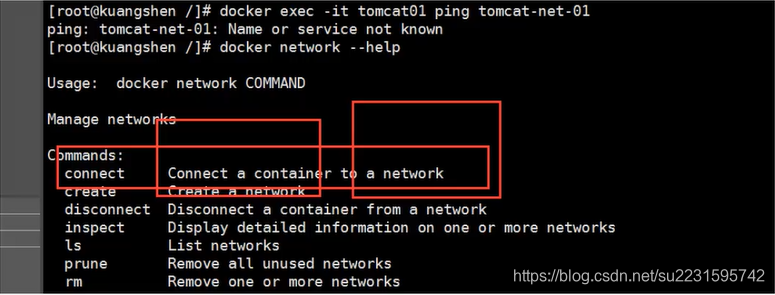 [root@kuangshen /]# docker exec -it tomcat01 ping tomcat-net-01
ping: tomcat-net-01: Name or service not known
[root@kuangshen /]# docker network --help
Usage:  docker network COMMAND
Manage networks
Commands:
  connect     Connect a container to a network
  create      Create a network
  disconnect  Disconnect a container from a network
  inspect     Display detailed information on one or more networks
  ls          List networks
  prune       Remove all unused networks
  rm          Remove one or more networks
https://blog.csdn.net/su2231595742